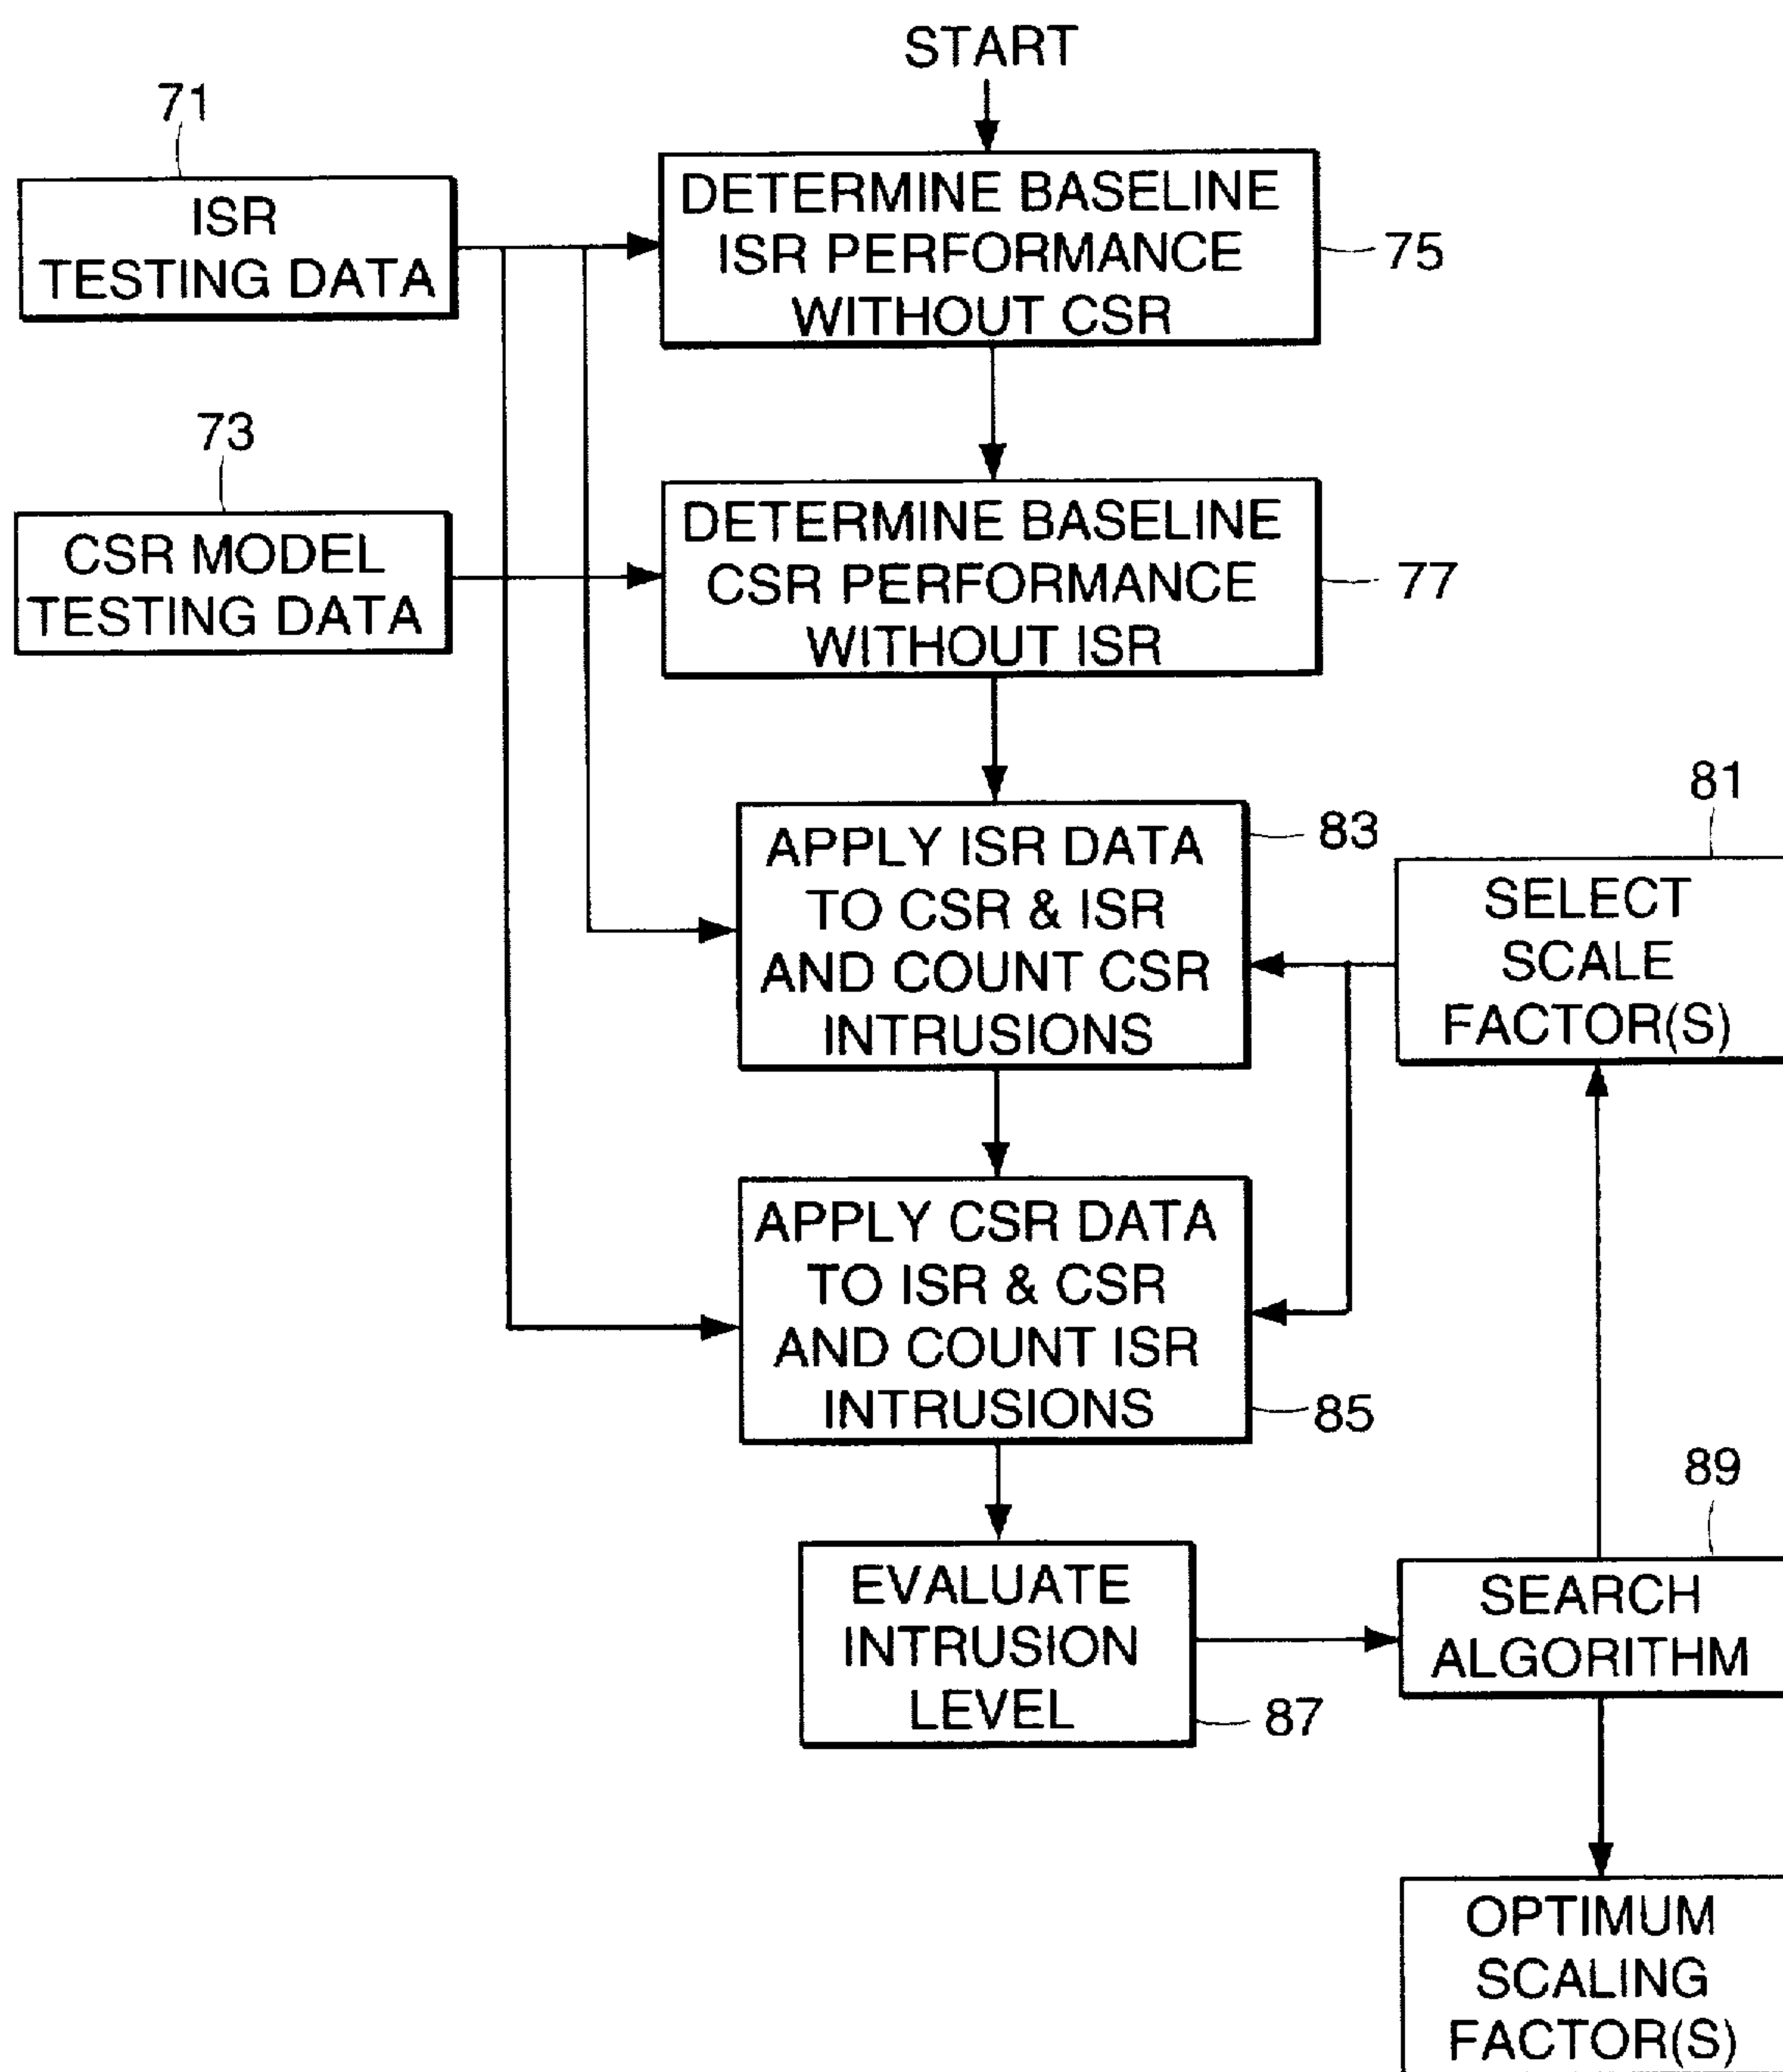 START
71
ISR
TESTING DATA
DETERMINE BASELINE
ISR PERFORMANCE
WITHOUT CSR
75
73
CSR MODEL
TESTING DATA
DETERMINE BASELINE
CSR PERFORMANCE
WITHOUT ISR
77
APPLY ISR DATA
TO CSR & ISR
AND COUNT CSR
INTRUSIONS
83
81
SELECT
SCALE
FACTOR(S)
APPLY CSR DATA
TO ISR & CSR
AND COUNT ISR
INTRUSIONS
85
EVALUATE
INTRUSION
LEVEL
87
89
SEARCH
ALGORITHM
OPTIMUM
SCALING
FACTOR(S)